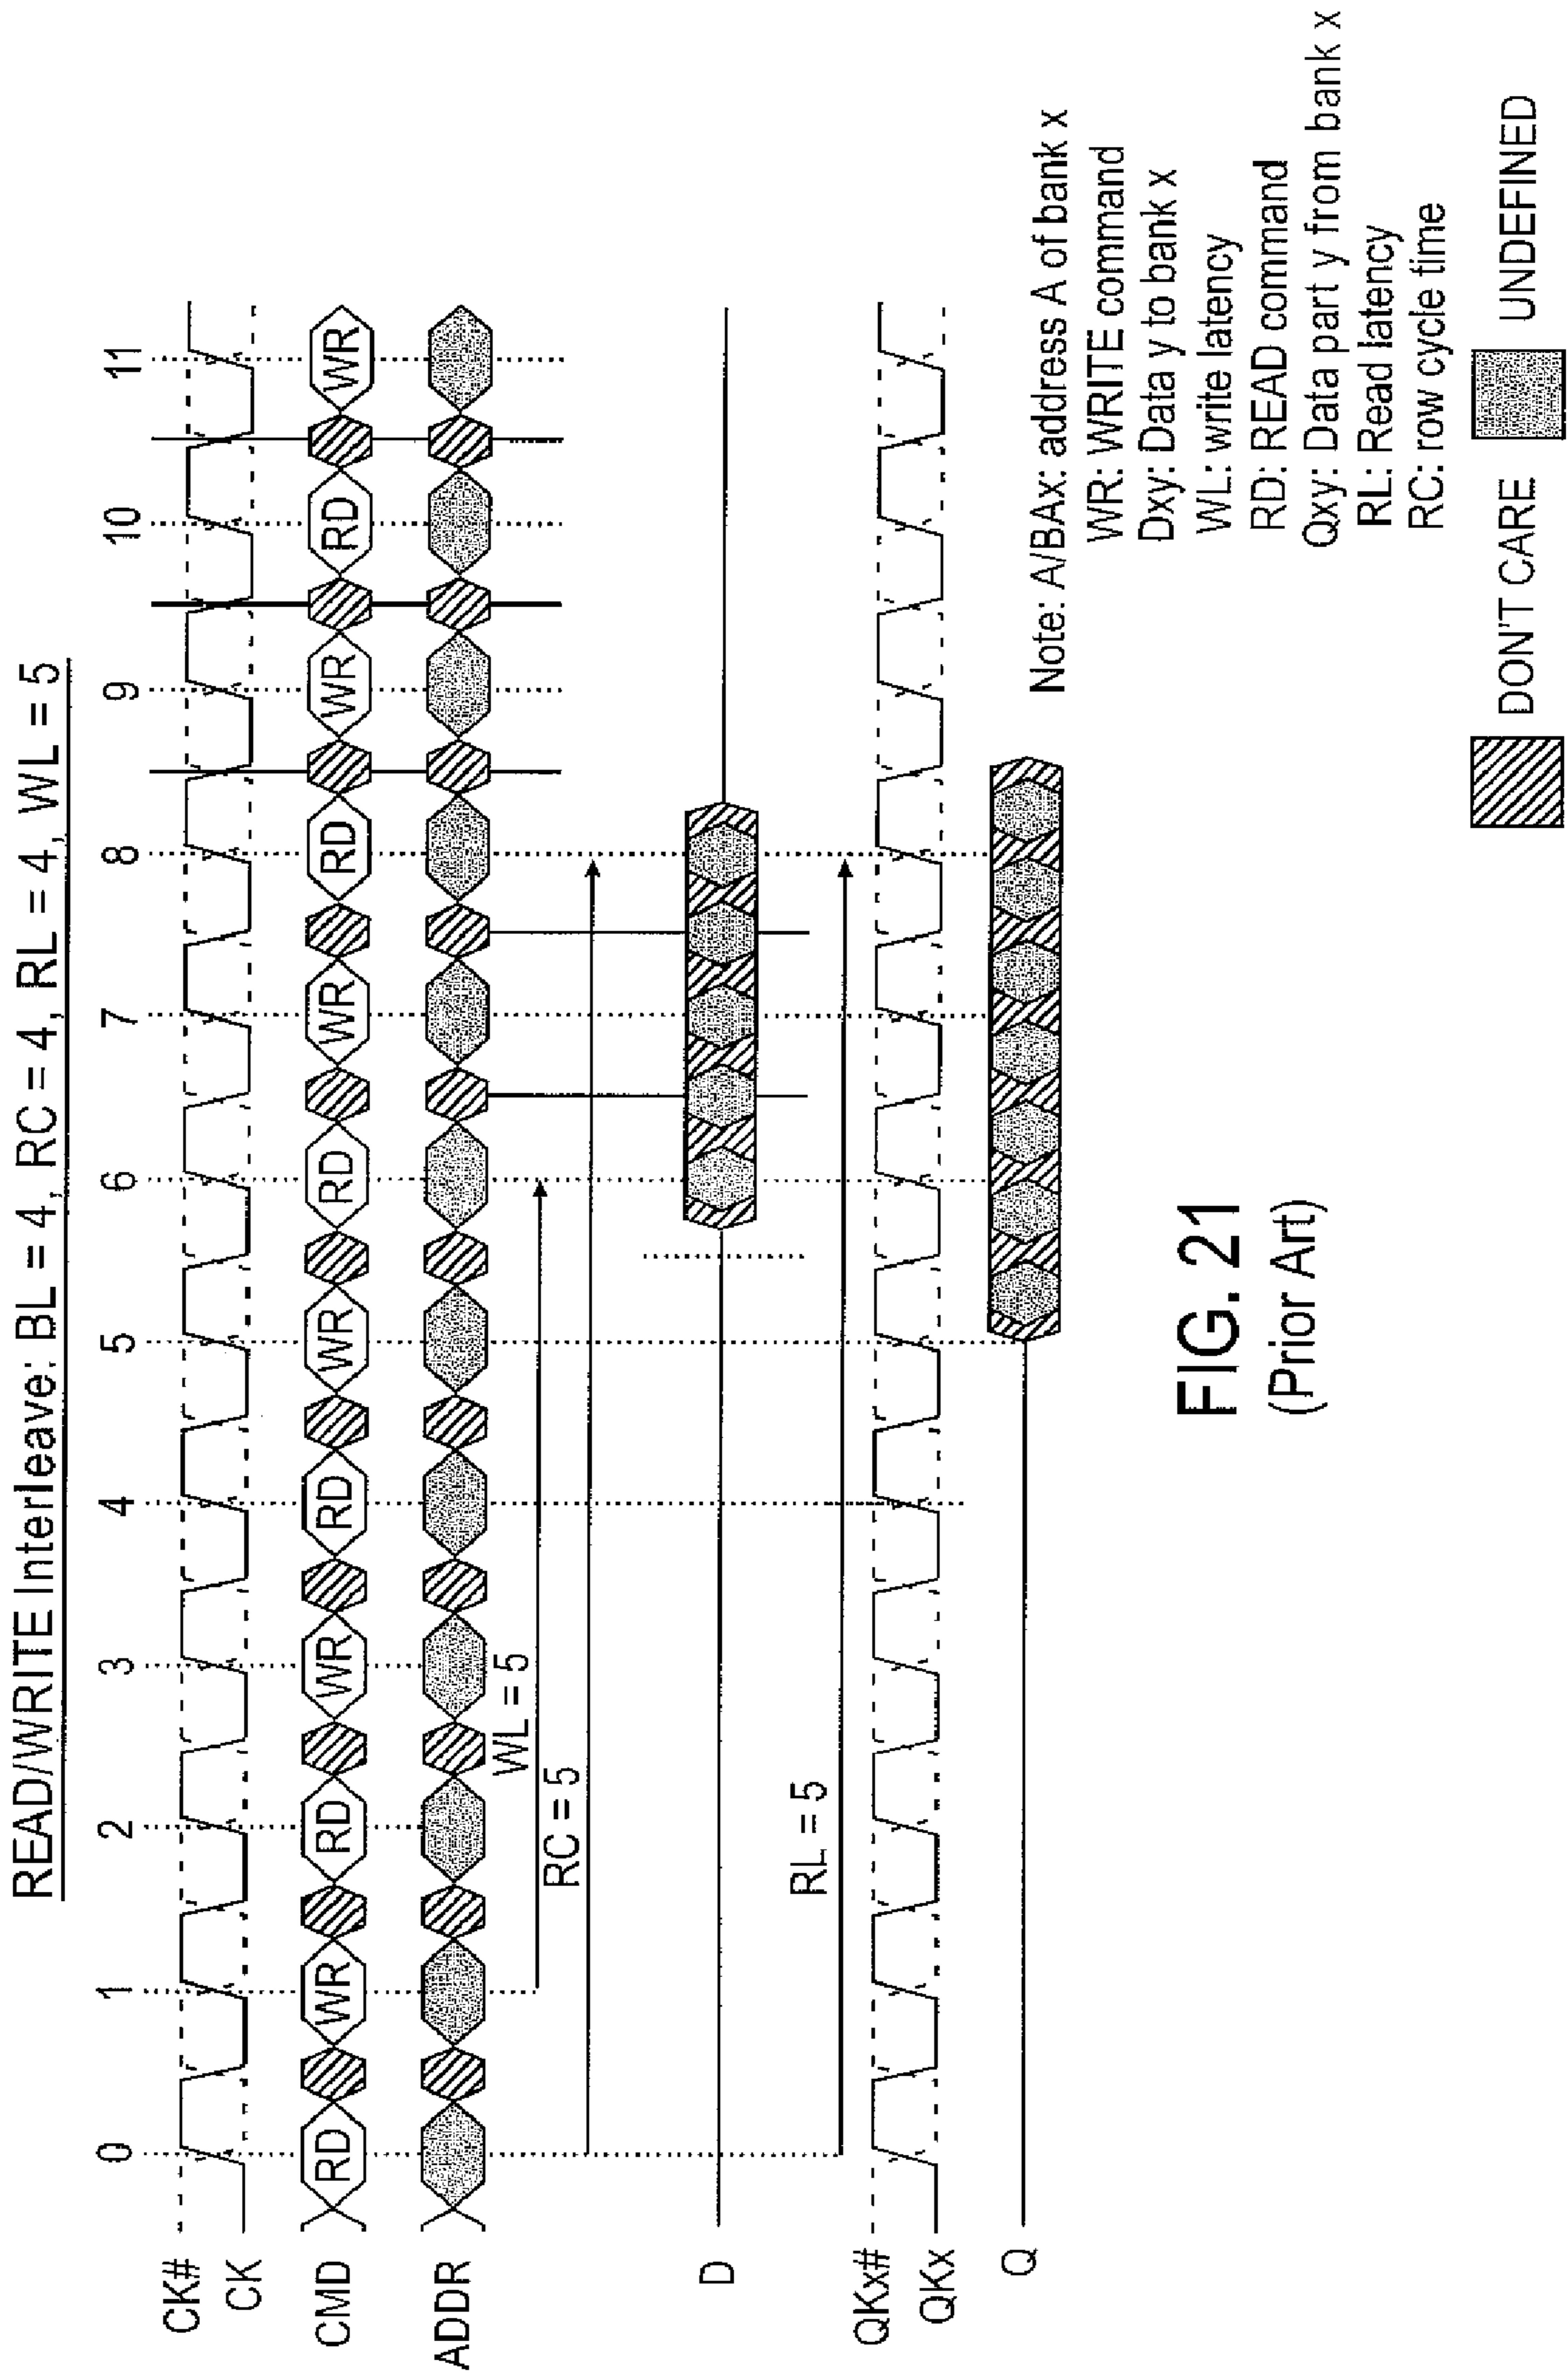 READ/WRITE Interleave: BL = 4, RC = 4, RL = 4, WL = 5
0 1 2 3 4 5 6 7 8 9 10 11
CK#
CK
CMD RD WR RD WR RD WR RD WR RD WR RD WR
ADDR
WL = 5
RC = 5
D
RL = 5
QKx#
QKx
Q
Note: A/BAx: address A of bank x
WR: WRITE command
Dxy: Data y to bank x
WL: write latency
RD: READ command
Qxy: Data part y from bank x
RL: Read latency
RC: row cycle time
DON'T CARE UNDEFINED
FIG. 21
(Prior Art)